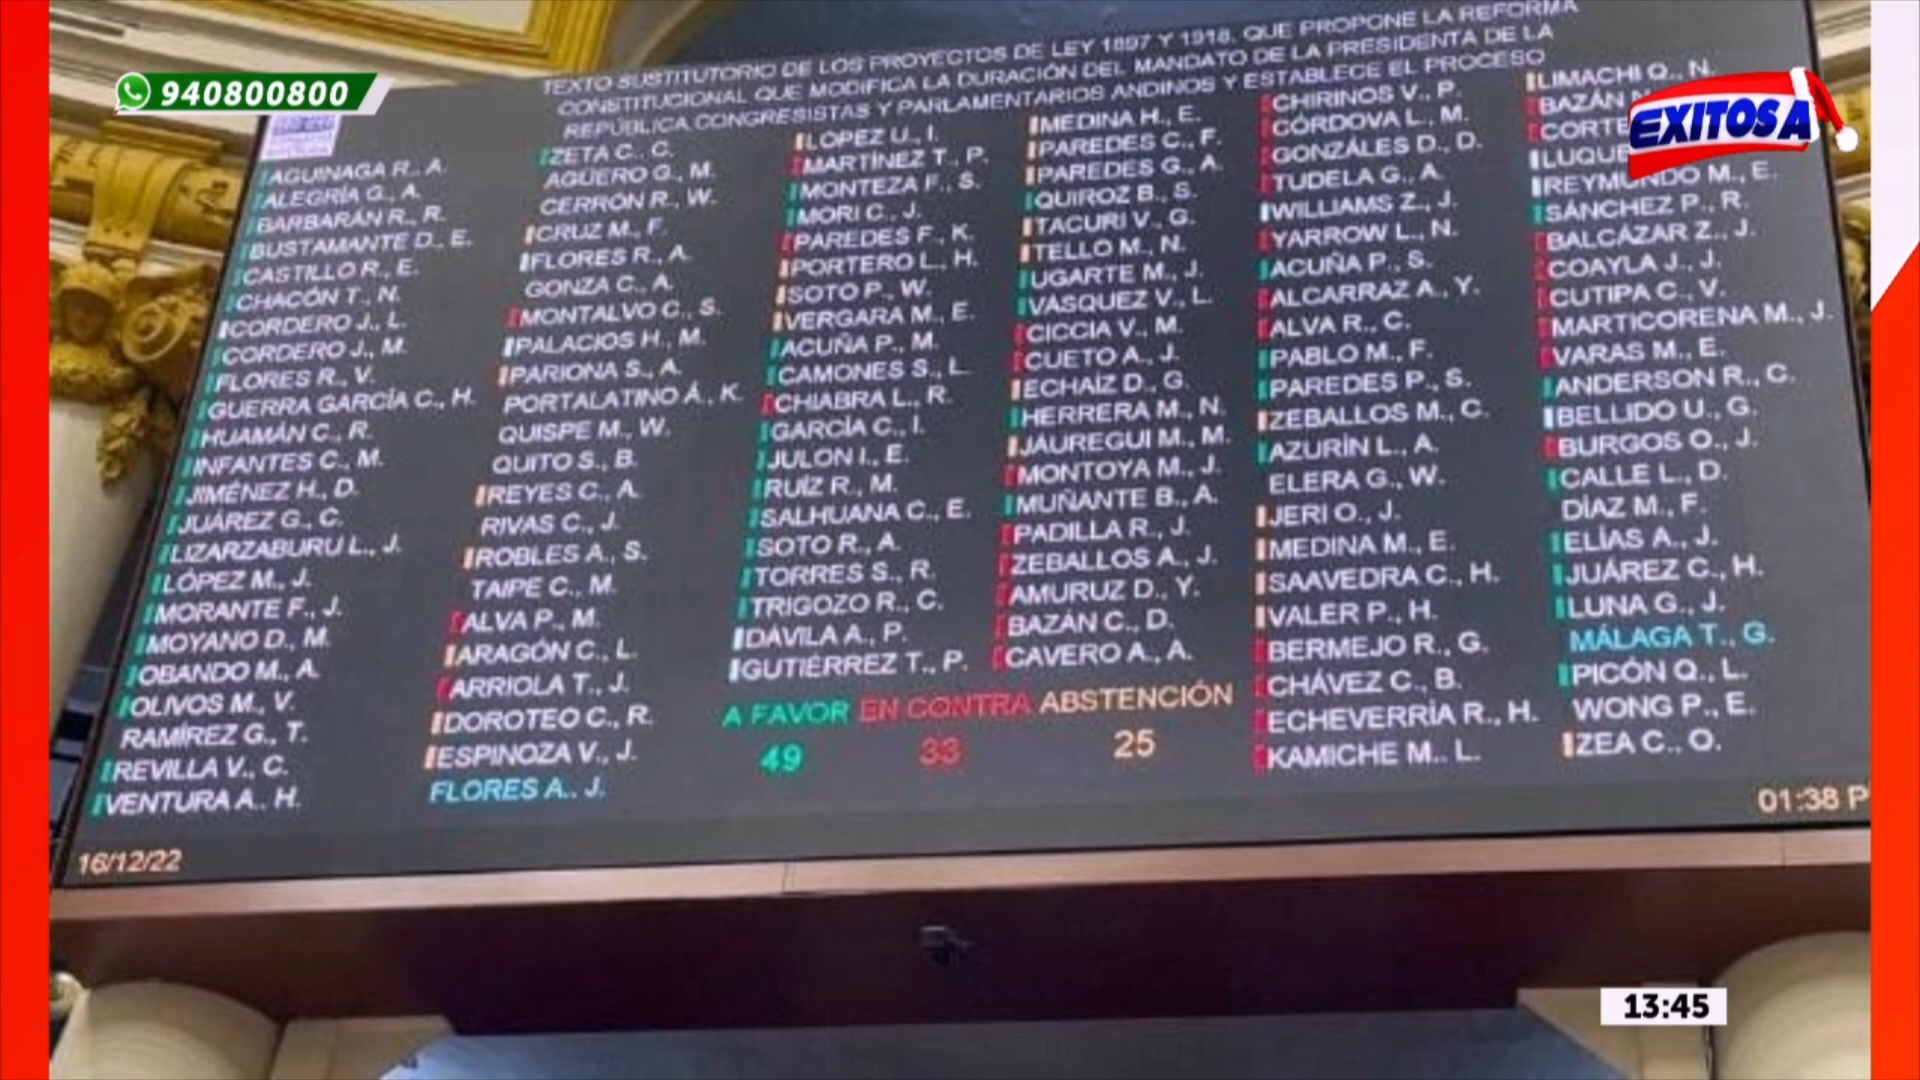 940800800
EXITOSA
TEXTO SUSTITUTORIO DE LOS PROYECTOS DE LEY 1897 Y 1918, QUE PROPONE LA REFORMA
CONSTITUCIONAL QUE MODIFICA LA DURACIÓN DEL MANDATO DE LA PRESIDENTA DE LA
REPÚBLICA CONGRESISTAS Y PARLAMENTARIOS ANDINOS Y ESTABLECE EL PROCESO
AGUINAGA R., A.
ALEGRÍA G., A.
BARBARÁN R., R.
BUSTAMANTE D., E.
CASTILLO R., E.
CHACÓN T., N.
CORDERO J., L.
CORDERO J., M.
FLORES R., V.
GUERRA GARCÍA C., H.
HUAMÁN C., R.
INFANTES C., M.
JIMÉNEZ H., D.
JUÁREZ G., C.
LIZARZABURU L., J.
LÓPEZ M., J.
MORANTE F., J.
MOYANO D., M.
OBANDO M., A.
OLIVOS M., V.
RAMÍREZ G., T.
REVILLA V., C.
VENTURA A., H.
ZETA C., C.
AGÜERO G., M.
CERRÓN R., W.
CRUZ M., F.
FLORES R., A.
GONZA C., A.
MONTALVO C., S.
PALACIOS H., M.
PARIONA S., A.
PORTALATINO Á., K.
QUISPE M., W.
QUITO S., B.
REYES C., A.
RIVAS C., J.
ROBLES A., S.
TAIPE C., M.
ALVA P., M.
ARAGÓN C., L.
ARRIOLA T., J.
DOROTEO C., R.
ESPINOZA V., J.
FLORES A., J.
LÓPEZ U., I.
MARTÍNEZ T., P.
MONTEZA F., S.
MORI C., J.
PAREDES F., K.
PORTERO L., H.
SOTO P., W.
VERGARA M., E.
ACUÑA P., M.
CAMONES S., L.
CHIABRA L., R.
GARCÍA C., I.
JULON I., E.
RUÍZ R., M.
SALHUANA C., E.
SOTO R., A.
TORRES S., R.
TRIGOZO R., C.
DÁVILA A., P.
GUTIÉRREZ T., P.
MEDINA H., E.
PAREDES C., F.
PAREDES G., A.
QUIROZ B., S.
TACURI V., G.
TELLO M., N.
UGARTE M., J.
VÁSQUEZ V., L.
CICCIA V., M.
CUETO A., J.
ECHAÍZ D., G.
HERRERA M., N.
JÁUREGUI M., M.
MONTOYA M., J.
MUÑANTE B., A.
PADILLA R., J.
ZEBALLOS A., J.
AMURUZ D., Y.
BAZÁN C., D.
CAVERO A., A.
A FAVOR EN CONTRA ABSTENCIÓN
49 33 25
CHIRINOS V., P.
CÓRDOVA L., M.
GONZÁLES D., D.
TUDELA G., A.
WILLIAMS Z., J.
YARROW L., N.
ACUÑA P., S.
ALCARRAZ A., Y.
ALVA R., C.
PABLO M., F.
PAREDES P., S.
ZEBALLOS M., C.
AZURÍN L., A.
ELERA G., W.
JERI O., J.
MEDINA M., E.
SAAVEDRA C., H.
VALER P., H.
BERMEJO R., G.
CHÁVEZ C., B.
ECHEVERRÍA R., H.
KAMICHE M., L.
LIMACHI Q., N.
BAZÁN N
CORTE
LUQUE
REYMUNDO M., E.
SÁNCHEZ P., R.
BALCÁZAR Z., J.
COAYLA J., J.
CUTIPA C., V.
MARTICORENA M., J.
VARAS M., E.
ANDERSON R., C.
BELLIDO U., G.
BURGOS O., J.
CALLE L., D.
DÍAZ M., F.
ELÍAS A., J.
JUÁREZ C., H.
LUNA G., J.
MÁLAGA T., G.
PICÓN Q., L.
WONG P., E.
ZEA C., O.
01:38 P
16/12/22
13:45